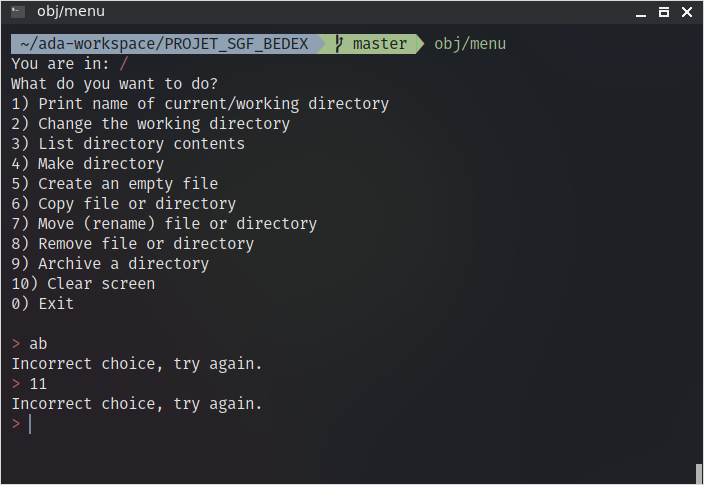 obj/menu
~/ada-workspace/PROJET_SGF_BEDEX master obj/menu
You are in: /
What do you want to do?
1) Print name of current/working directory
2) Change the working directory
3) List directory contents
4) Make directory
5) Create an empty file
6) Copy file or directory
7) Move (rename) file or directory
8) Remove file or directory
9) Archive a directory
10) Clear screen
0) Exit
> ab
Incorrect choice, try again.
> 11
Incorrect choice, try again.
>